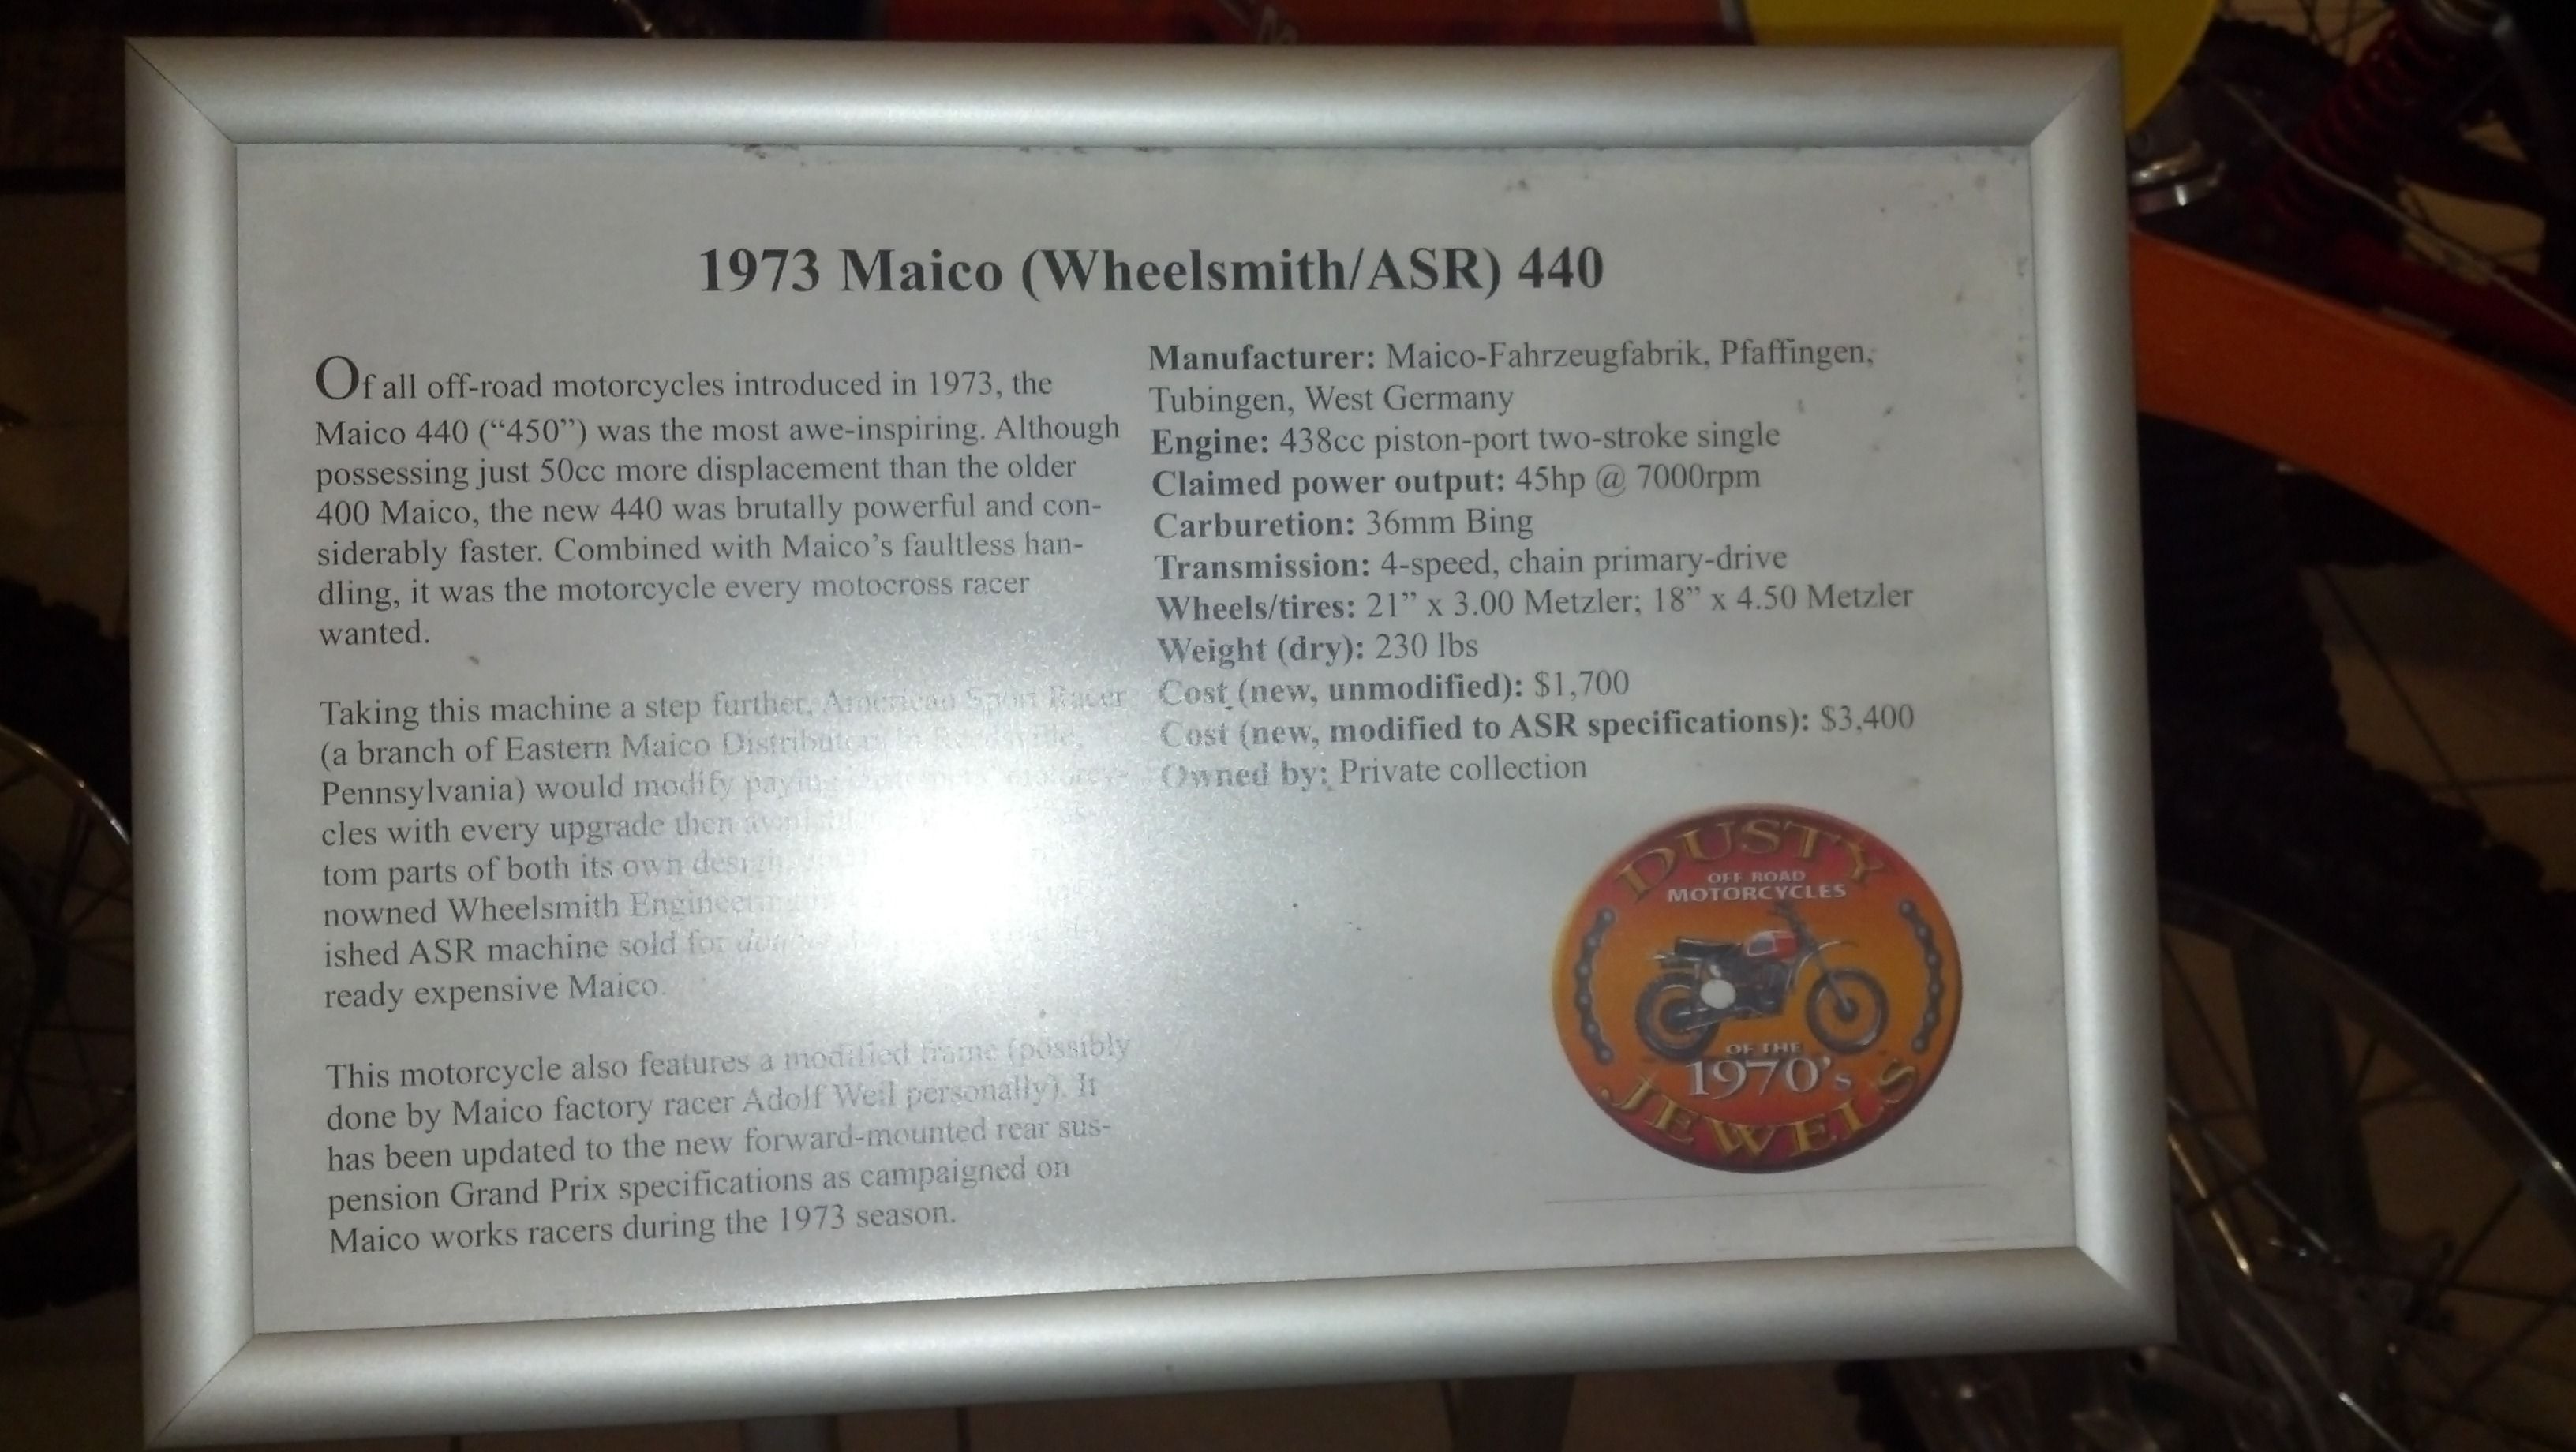 1973 Maico (Wheelsmith/ASR) 440
Of all off-road motorcycles introduced in 1973, the
Maico 440 (“450”) was the most awe-inspiring. Although
possessing just 50cc more displacement than the older
400 Maico, the new 440 was brutally powerful and con-
siderably faster. Combined with Maico’s faultless han-
dling, it was the motorcycle every motocross racer
wanted.
Taking this machine a step further, American Sport Racer
(a branch of Eastern Maico Distributors in Reedsville,
Pennsylvania) would modify paying
cles with every upgrade then
tom parts of both its own design,
nowned Wheelsmith Engineering
ished ASR machine sold for double
ready expensive Maico.
This motorcycle also features a modified frame (possibly
done by Maico factory racer Adolf Weil personally). It
has been updated to the new forward-mounted rear sus-
pension Grand Prix specifications as campaigned on
Maico works racers during the 1973 season.
Manufacturer: Maico-Fahrzeugfabrik, Pfaffingen,
Tubingen, West Germany
Engine: 438cc piston-port two-stroke single
Claimed power output: 45hp @ 7000rpm
Carburetion: 36mm Bing
Transmission: 4-speed, chain primary-drive
Wheels/tires: 21” x 3.00 Metzler; 18” x 4.50 Metzler
Weight (dry): 230 lbs
Cost (new, unmodified): $1,700
Cost (new, modified to ASR specifications): $3,400
Owned by: Private collection
DUSTY
OFF ROAD
MOTORCYCLES
OF THE
1970's
JEWELS